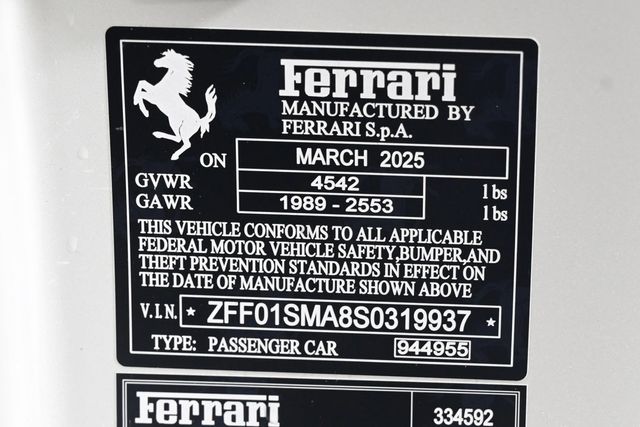 Ferrari
MANUFACTURED BY
FERRARI S.p.A.
ON MARCH 2025
GVWR 4542 lbs
GAWR 1989 - 2553 lbs
THIS VEHICLE CONFORMS TO ALL APPLICABLE
FEDERAL MOTOR VEHICLE SAFETY,BUMPER,AND
THEFT PREVENTION STANDARDS IN EFFECT ON
THE DATE OF MANUFACTURE SHOWN ABOVE
V.I.N. * ZFF01SMA8S0319937 *
TYPE: PASSENGER CAR 944955
Ferrari 334592